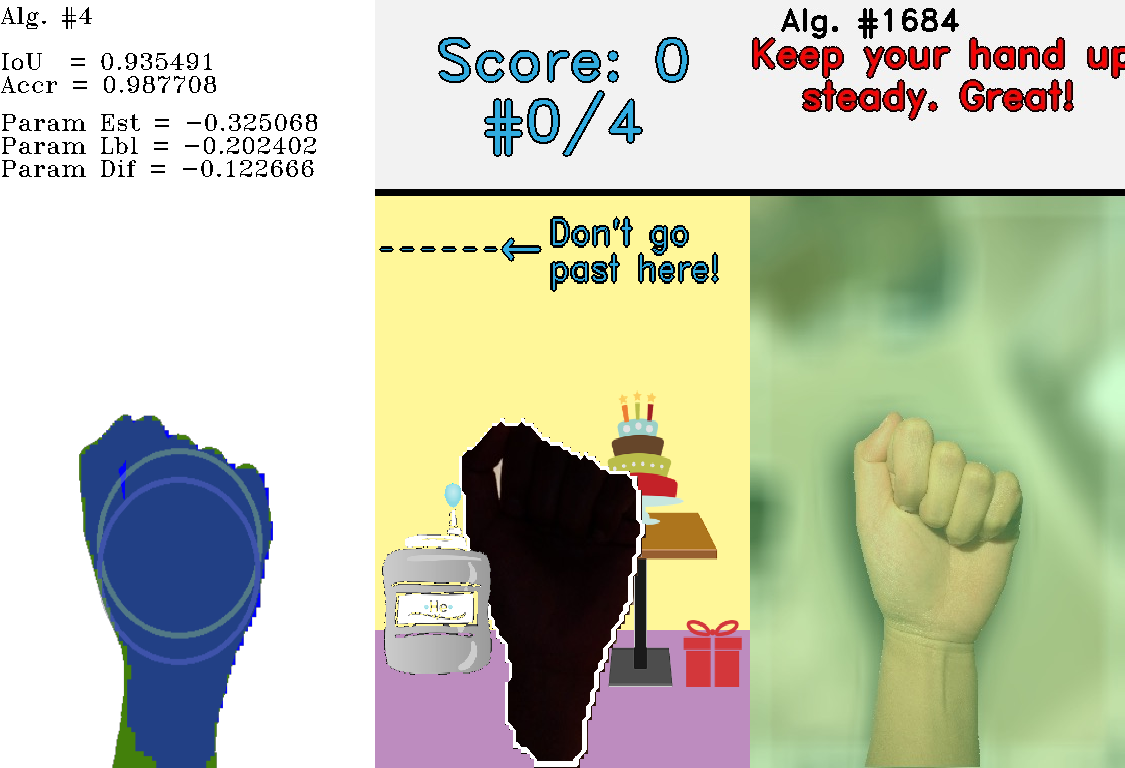 Alg. #4
IoU = 0.935491
Accr = 0.987708
Param Est = −0.325068
Param Lbl = −0.202402
Param Dif = −0.122666
Score: 0
#0/4
Alg. #1684
Keep your hand up
steady. Great!
Don't go
past here!